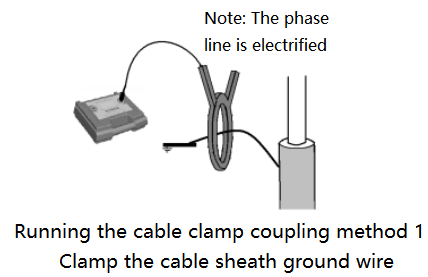 Note: The phase
line is electrified
Running the cable clamp coupling method 1
Clamp the cable sheath ground wire